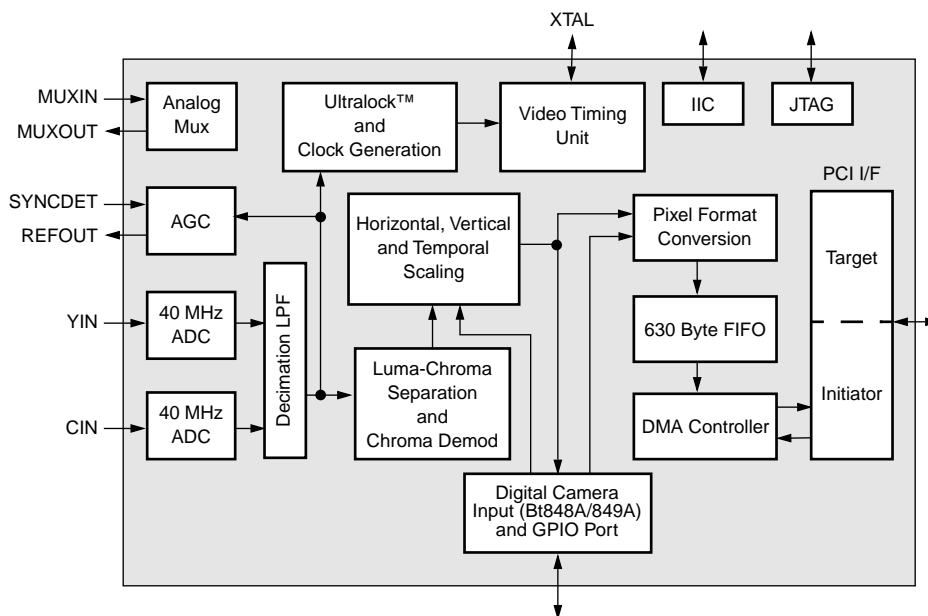 XTAL
MUXIN
MUXOUT
Analog
Mux
Ultralock™
and
Clock Generation
Video Timing
Unit
IIC
JTAG
SYNCDET
REFOUT
AGC
Horizontal, Vertical
and Temporal
Scaling
Pixel Format
Conversion
PCI I/F
Target
Initiator
YIN
40 MHz
ADC
Decimation LPF
630 Byte FIFO
CIN
40 MHz
ADC
Luma-Chroma
Separation
and
Chroma Demod
DMA Controller
Digital Camera
Input (Bt848A/849A)
and GPIO Port